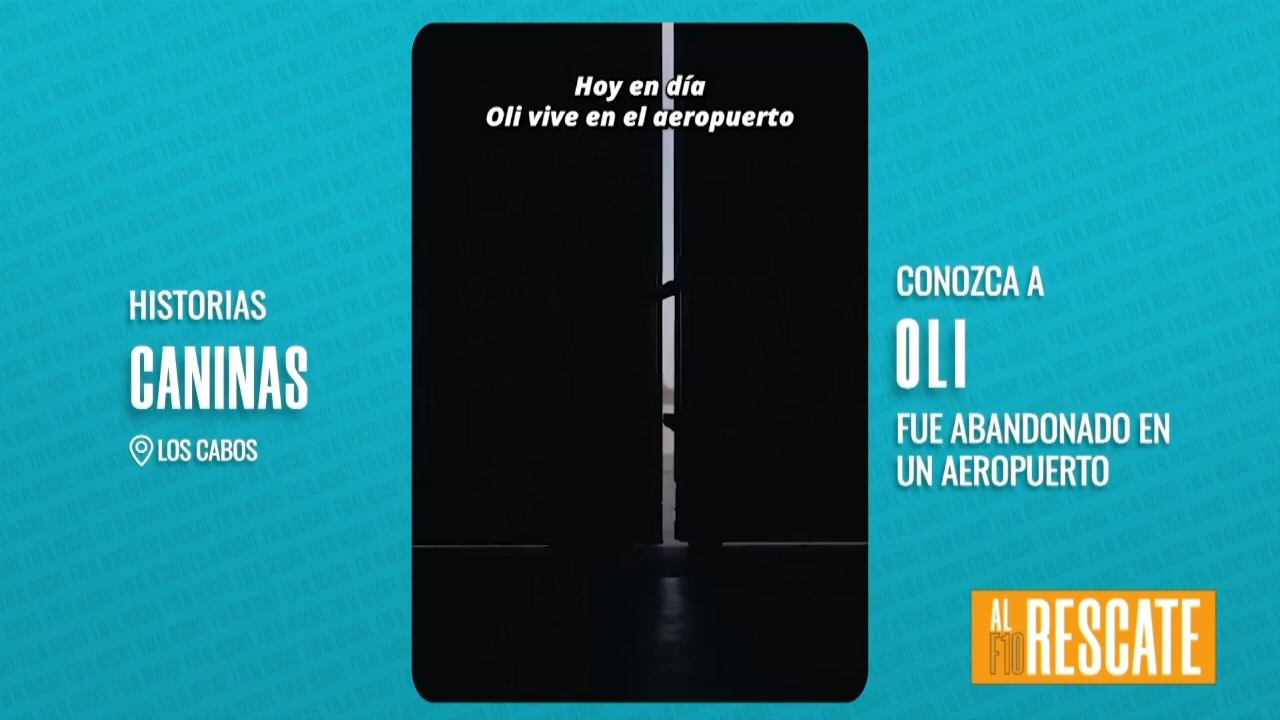 Hoy en día
Oli vive en el aeropuerto
HISTORIAS
CANINAS
LOS CABOS
CONOZCA A
OLI
FUE ABANDONADO EN
UN AEROPUERTO
AL
F10
RESCATE